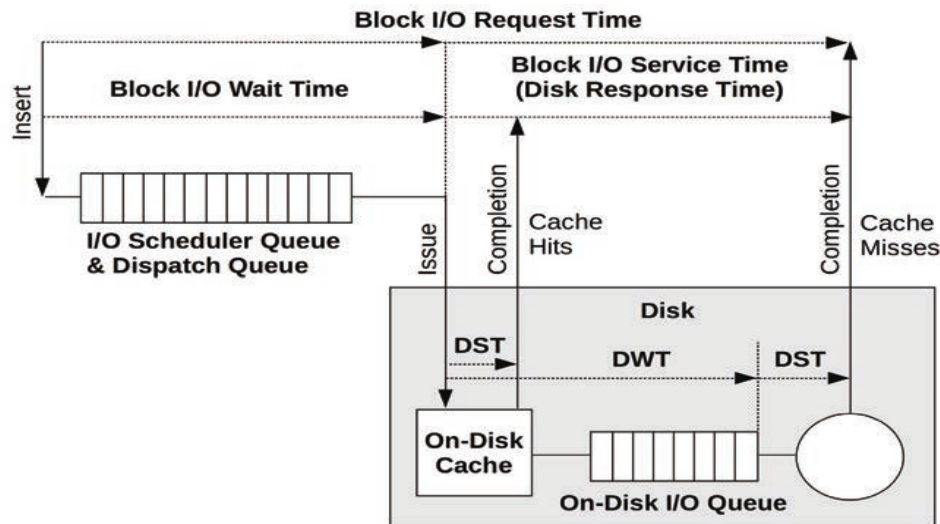 Block I/O Request Time
Block I/O Wait Time
Block I/O Service Time
(Disk Response Time)
Insert
I/O Scheduler Queue
& Dispatch Queue
Issue
Completion
Cache
Hits
Completion
Cache
Misses
Disk
DST
DWT
DST
On-Disk
Cache
On-Disk I/O Queue